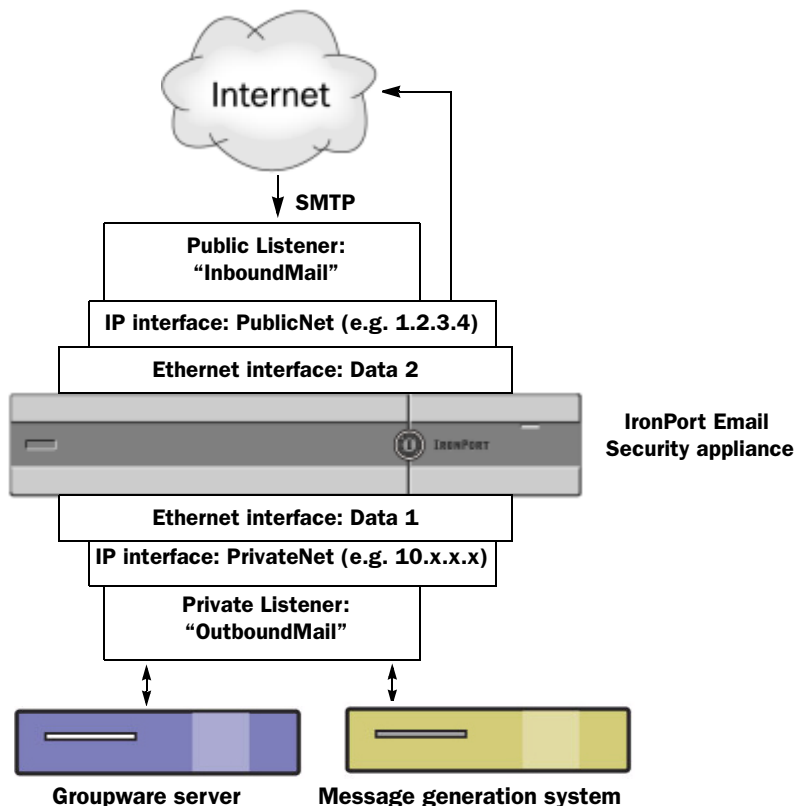 Internet
SMTP
Public Listener:
“InboundMail”
IP interface: PublicNet (e.g. 1.2.3.4)
Ethernet interface: Data 2
IRONPORT
IronPort Email
Security appliance
Ethernet interface: Data 1
IP interface: PrivateNet (e.g. 10.x.x.x)
Private Listener:
“OutboundMail”
Groupware server
Message generation system